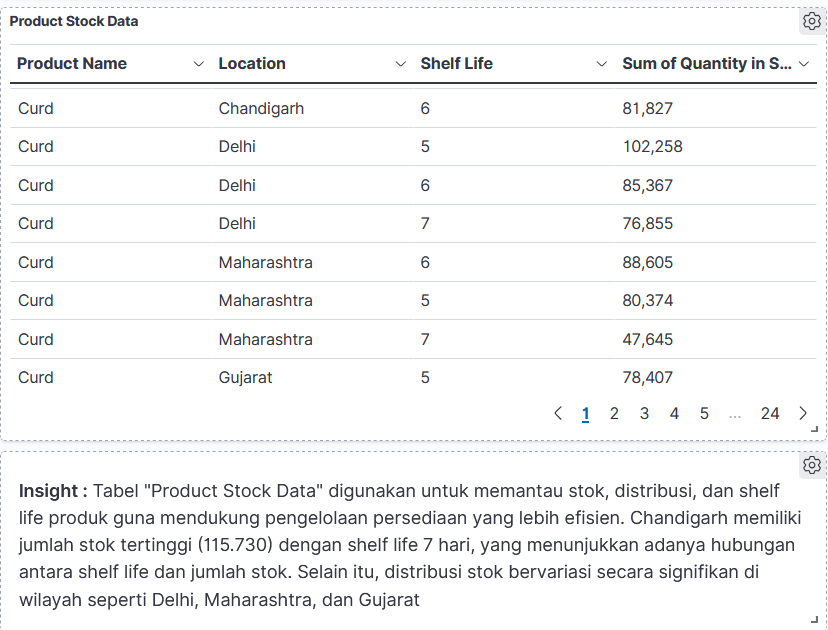 Product Stock Data
Product Name Location Shelf Life Sum of Quantity in S...
Curd Chandigarh 6 81,827
Curd Delhi 5 102,258
Curd Delhi 6 85,367
Curd Delhi 7 76,855
Curd Maharashtra 6 88,605
Curd Maharashtra 5 80,374
Curd Maharashtra 7 47,645
Curd Gujarat 5 78,407
1 2 3 4 5 ... 24
Insight : Tabel "Product Stock Data" digunakan untuk memantau stok, distribusi, dan shelf
life produk guna mendukung pengelolaan persediaan yang lebih efisien. Chandigarh memiliki
jumlah stok tertinggi (115.730) dengan shelf life 7 hari, yang menunjukkan adanya hubungan
antara shelf life dan jumlah stok. Selain itu, distribusi stok bervariasi secara signifikan di
wilayah seperti Delhi, Maharashtra, dan Gujarat